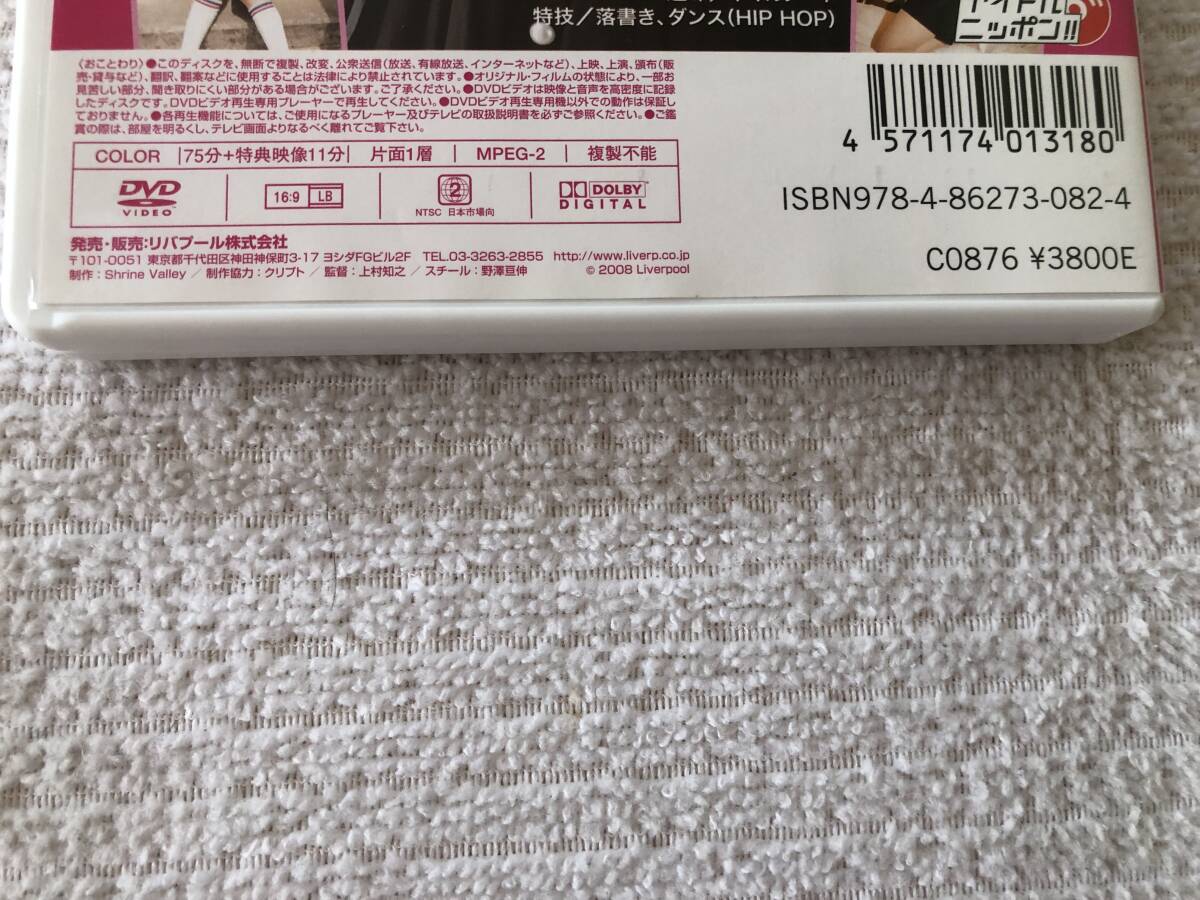 特技／落書き、ダンス(HIP HOP)
アイドル
ニッポン!!
〈おことわり〉●このディスクを、無断で複製、改変、公衆送信(放送、有線放送、インターネットなど)、上映、上演、頒布(販
売・貸与など)、翻訳、翻案などに使用することは法律により禁止されています。●オリジナル・フィルムの状態により、一部お
見苦しい部分、聞き取りにくい部分がある場合がございます。ご了承ください。●DVDビデオは映像と音声を高密度に記録
したディスクです。DVDビデオ再生専用プレーヤーで再生してください。●DVDビデオ再生専用機以外での動作は保証し
ておりません。●各再生機能については、ご使用になるプレーヤー及びテレビの取扱説明書を必ずご参照ください。●ご鑑
賞の際は、部屋を明るくし、テレビ画面よりなるべく離れてご覧下さい。
COLOR 75分+特典映像11分 片面1層 MPEG-2 複製不能
DVD VIDEO 16:9 LB 2 NTSC 日本市場向 DOLBY DIGITAL
発売・販売:リバプール株式会社
〒101-0051 東京都千代田区神田神保町3-17 ヨシダFGビル2F TEL.03-3263-2855 http://www.liverp.co.jp
制作：Shrine Valley ／ 制作協力：クリプト ／ 監督：上村知之 ／ スチール：野澤亘伸 © 2008 Liverpool
4 571174 013180
ISBN978-4-86273-082-4
C0876 ¥3800E